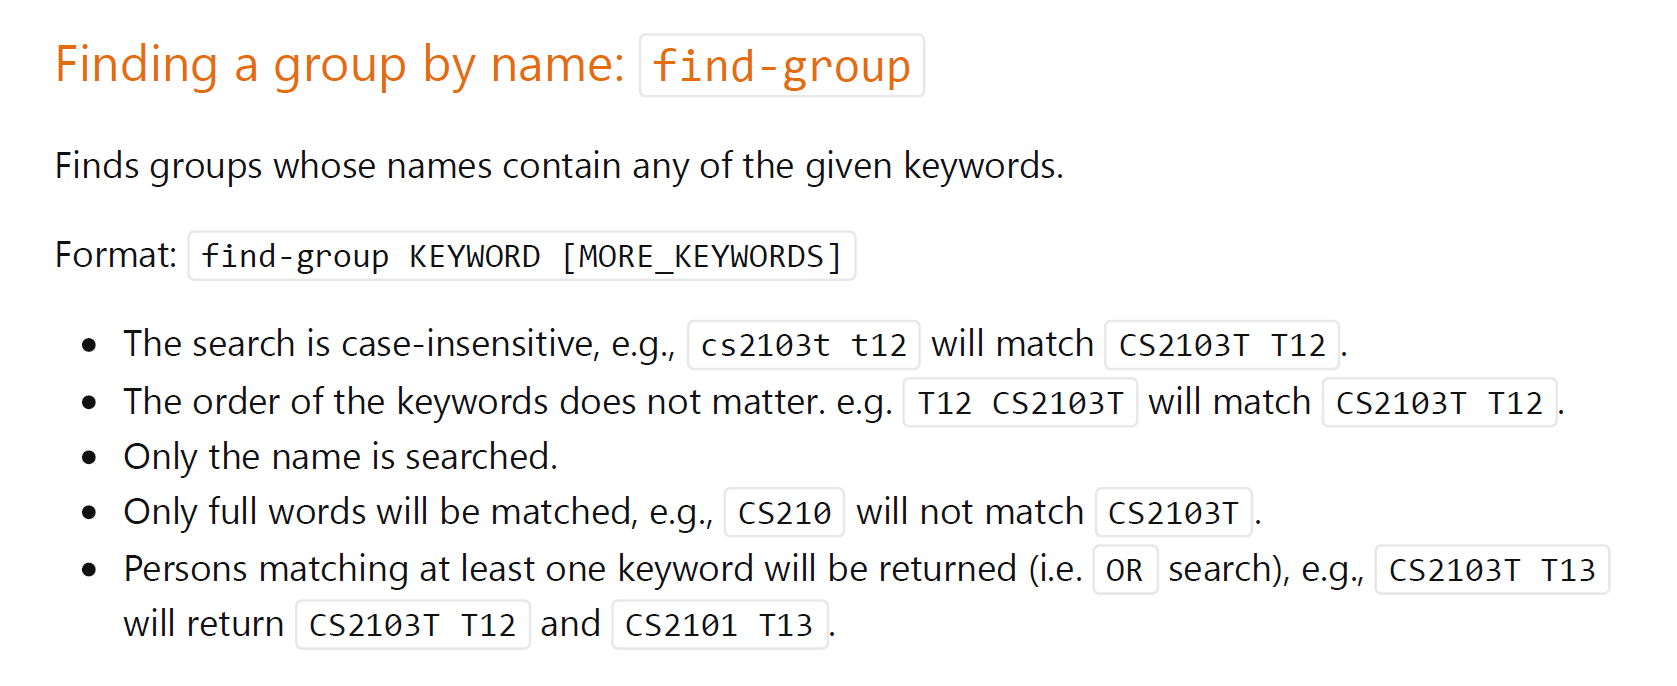 Finding a group by name: find-group
Finds groups whose names contain any of the given keywords.
Format: find-group KEYWORD [MORE_KEYWORDS]
• The search is case-insensitive, e.g., cs2103t t12 will match CS2103T T12.
• The order of the keywords does not matter. e.g. T12 CS2103T will match CS2103T T12.
• Only the name is searched.
• Only full words will be matched, e.g., CS210 will not match CS2103T.
• Persons matching at least one keyword will be returned (i.e. OR search), e.g., CS2103T T13
will return CS2103T T12 and CS2101 T13.